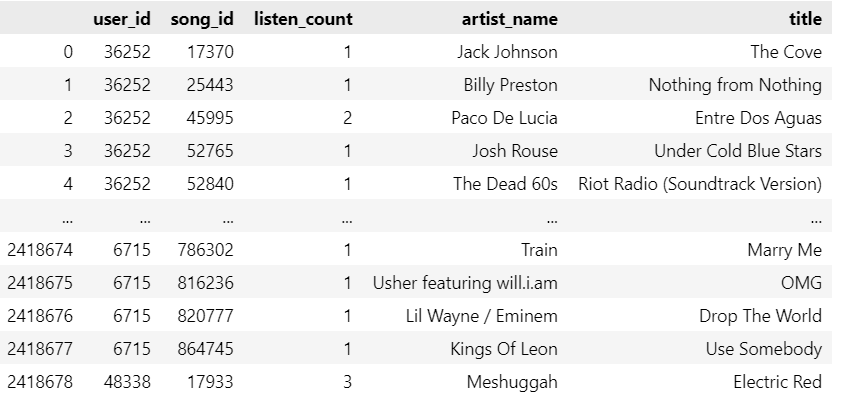 user_id song_id listen_count artist_name title
0 36252 17370 1 Jack Johnson The Cove
1 36252 25443 1 Billy Preston Nothing from Nothing
2 36252 45995 2 Paco De Lucia Entre Dos Aguas
3 36252 52765 1 Josh Rouse Under Cold Blue Stars
4 36252 52840 1 The Dead 60s Riot Radio (Soundtrack Version)
... ... ... ... ... ...
2418674 6715 786302 1 Train Marry Me
2418675 6715 816236 1 Usher featuring will.i.am OMG
2418676 6715 820777 1 Lil Wayne / Eminem Drop The World
2418677 6715 864745 1 Kings Of Leon Use Somebody
2418678 48338 17933 3 Meshuggah Electric Red